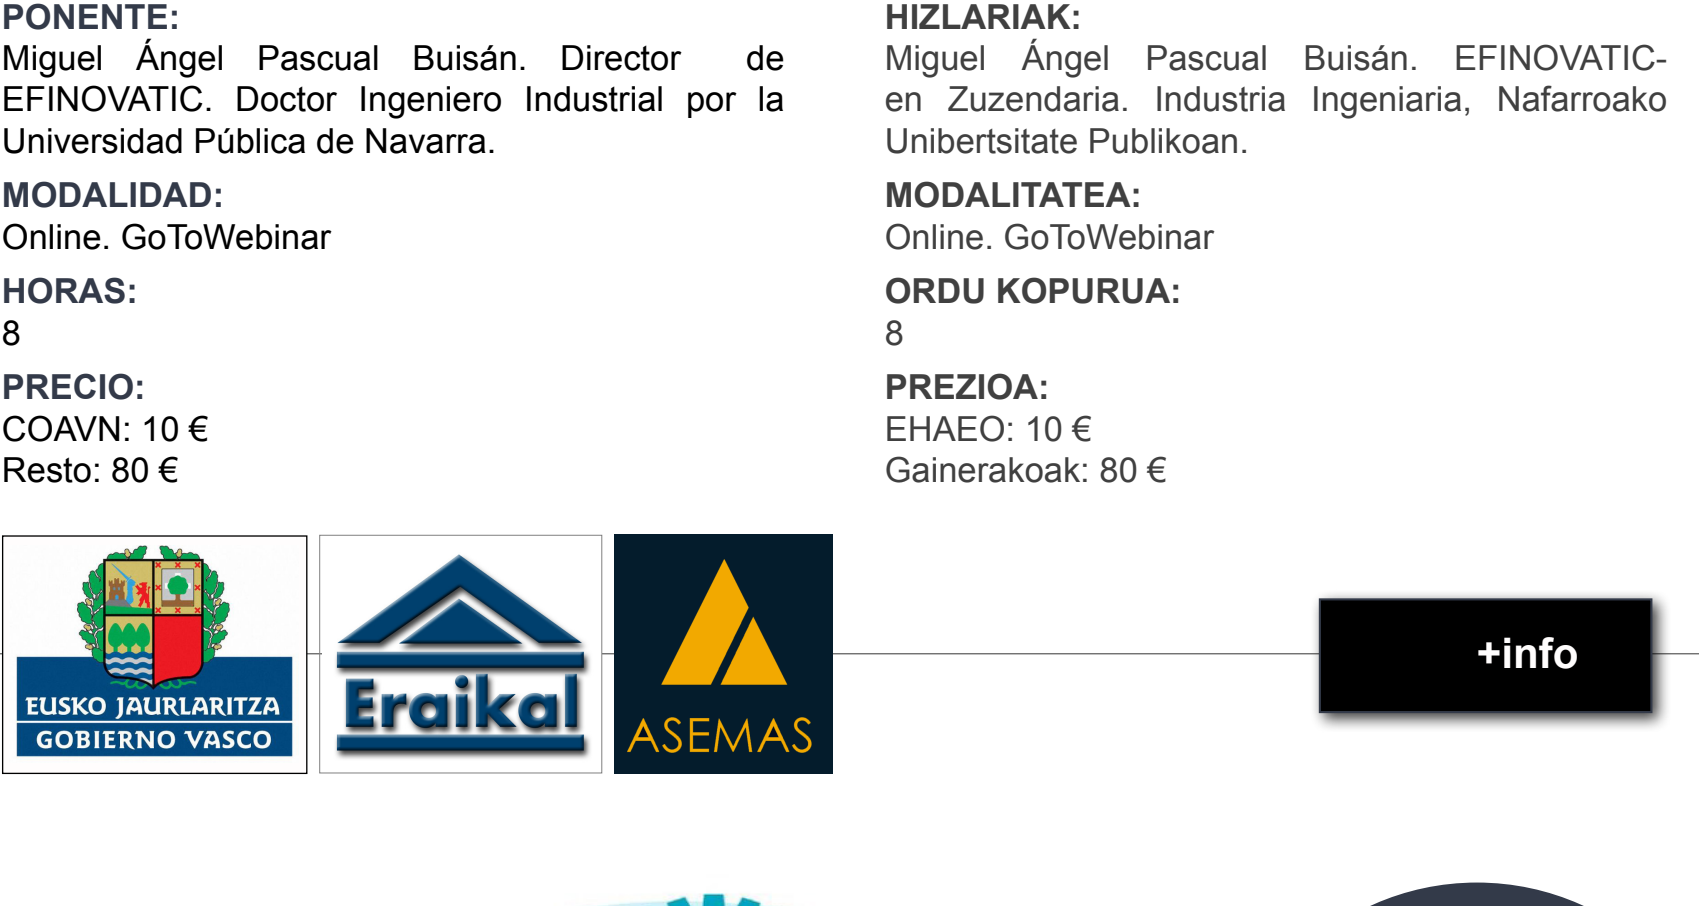 PONENTE:
Miguel Ángel Pascual Buisán. Director de
EFINOVATIC. Doctor Ingeniero Industrial por la
Universidad Pública de Navarra.
MODALIDAD:
Online. GoToWebinar
HORAS:
8
PRECIO:
COAVN: 10 €
Resto: 80 €
HIZLARIAK:
Miguel Ángel Pascual Buisán. EFINOVATIC-
en Zuzendaria. Industria Ingeniaria, Nafarroako
Unibertsitate Publikoan.
MODALITATEA:
Online. GoToWebinar
ORDU KOPURUA:
8
PREZIOA:
EHAEO: 10 €
Gainerakoak: 80 €
EUSKO JAURLARITZA
GOBIERNO VASCO
Eraikal
ASEMAS
+info